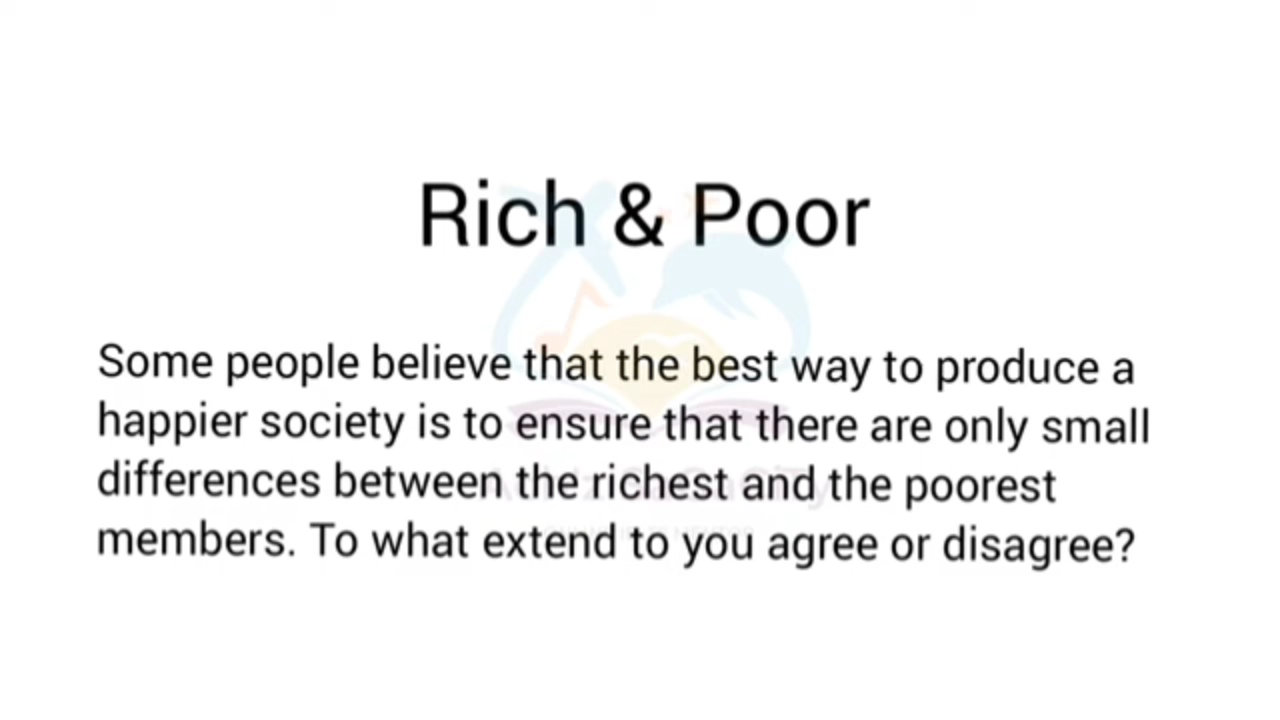 Rich & Poor
Some people believe that the best way to produce a
happier society is to ensure that there are only small
differences between the richest and the poorest
members. To what extend to you agree or disagree?